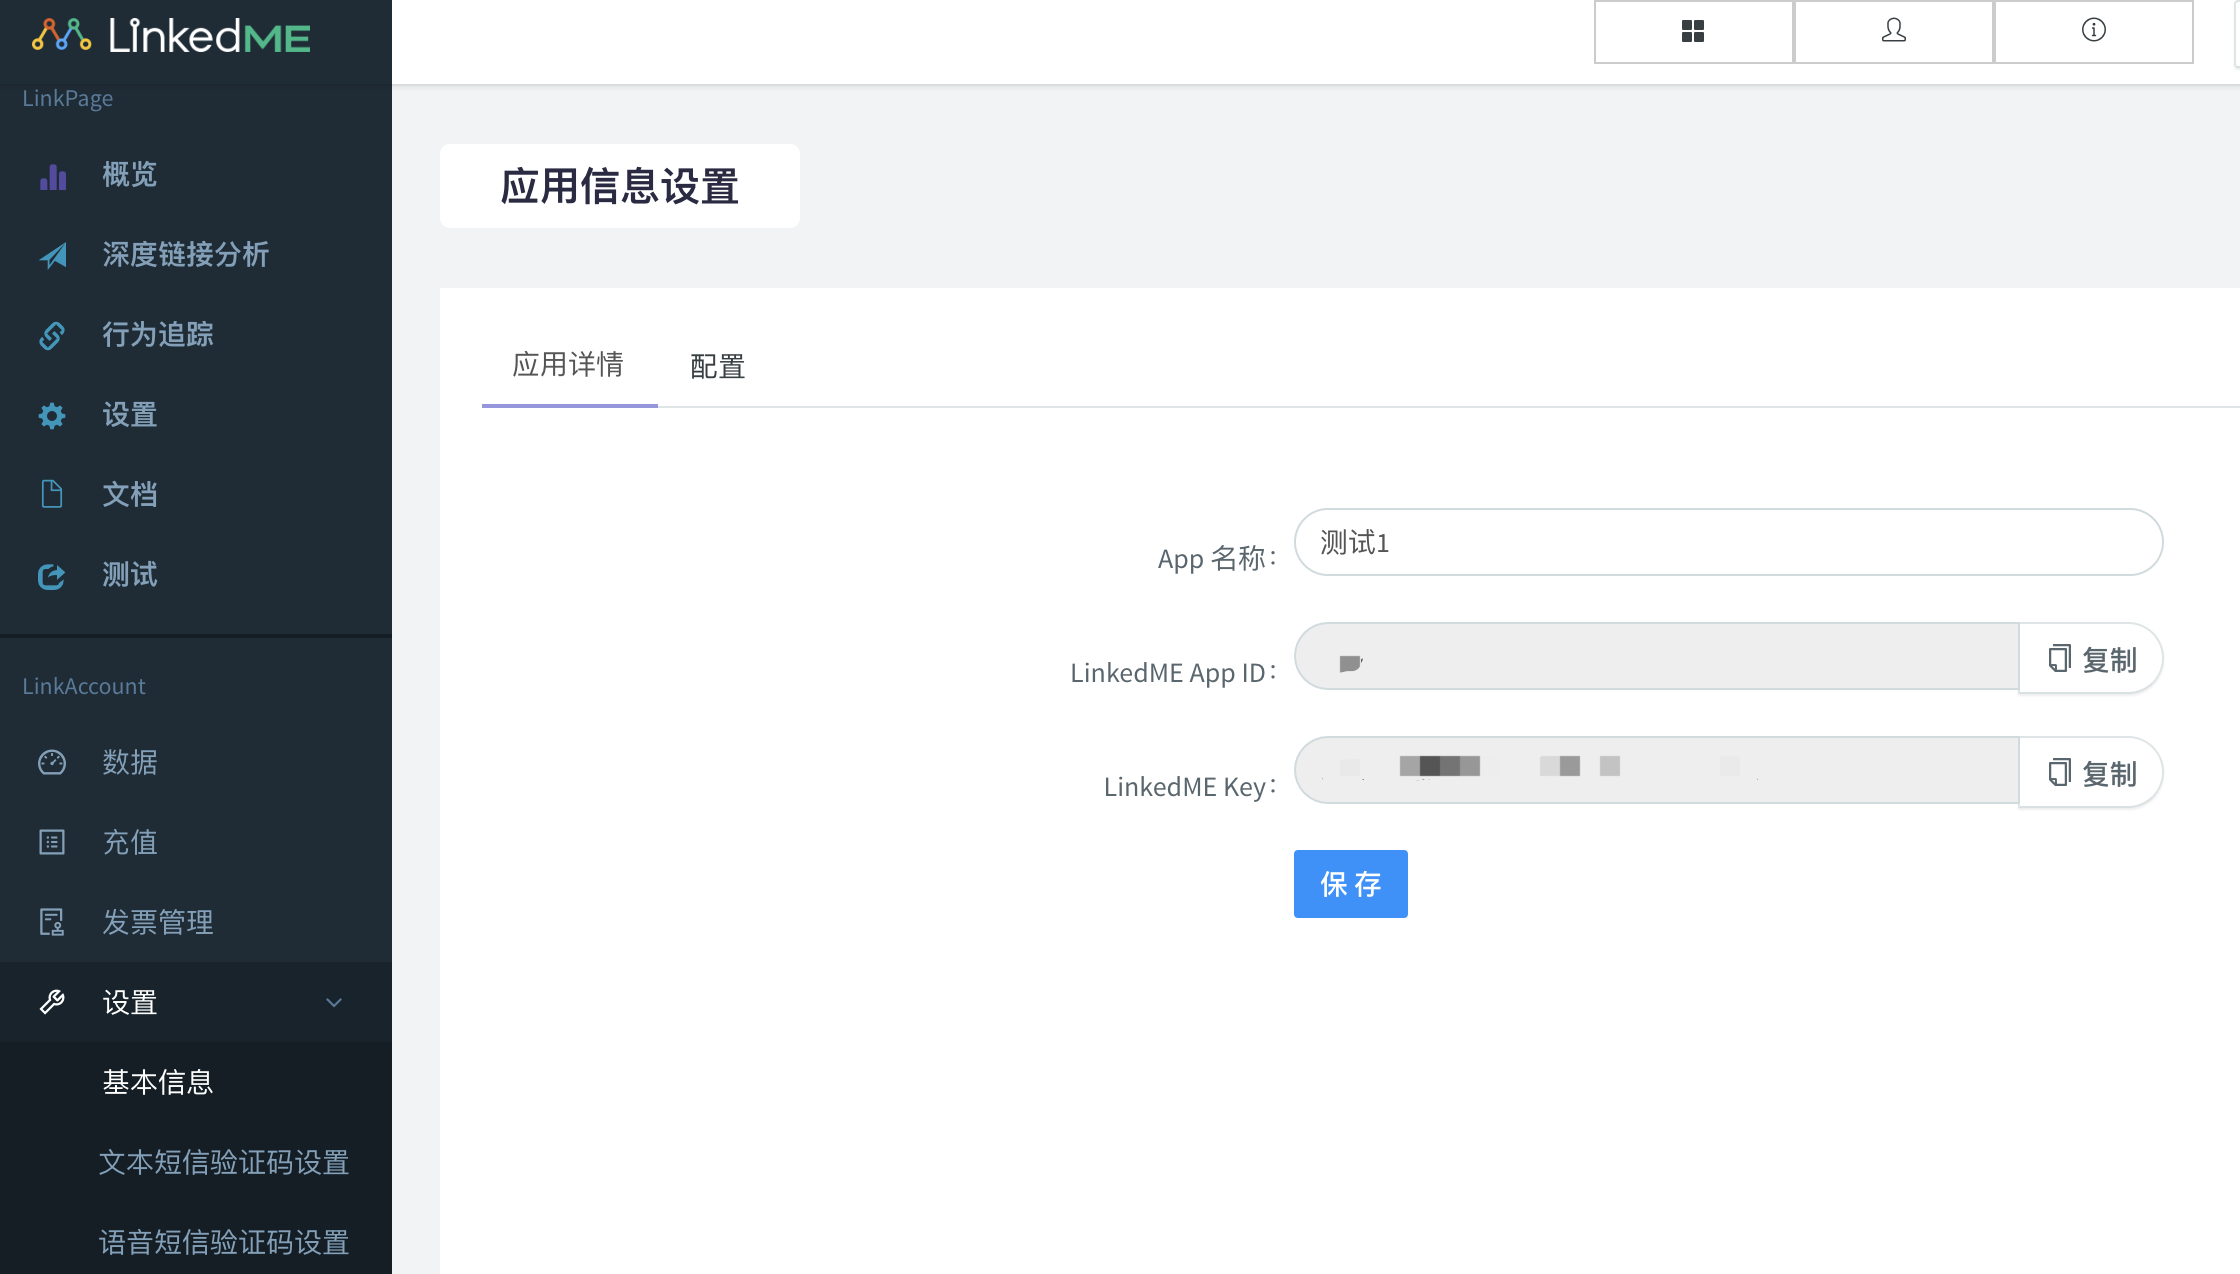 LinkedME
LinkPage
概览
深度链接分析
行为追踪
设置
文档
测试
LinkAccount
数据
充值
发票管理
设置
基本信息
文本短信验证码设置
语音短信验证码设置
应用信息设置
应用详情
配置
App 名称：
测试1
LinkedME App ID：
复制
LinkedME Key：
复制
保 存